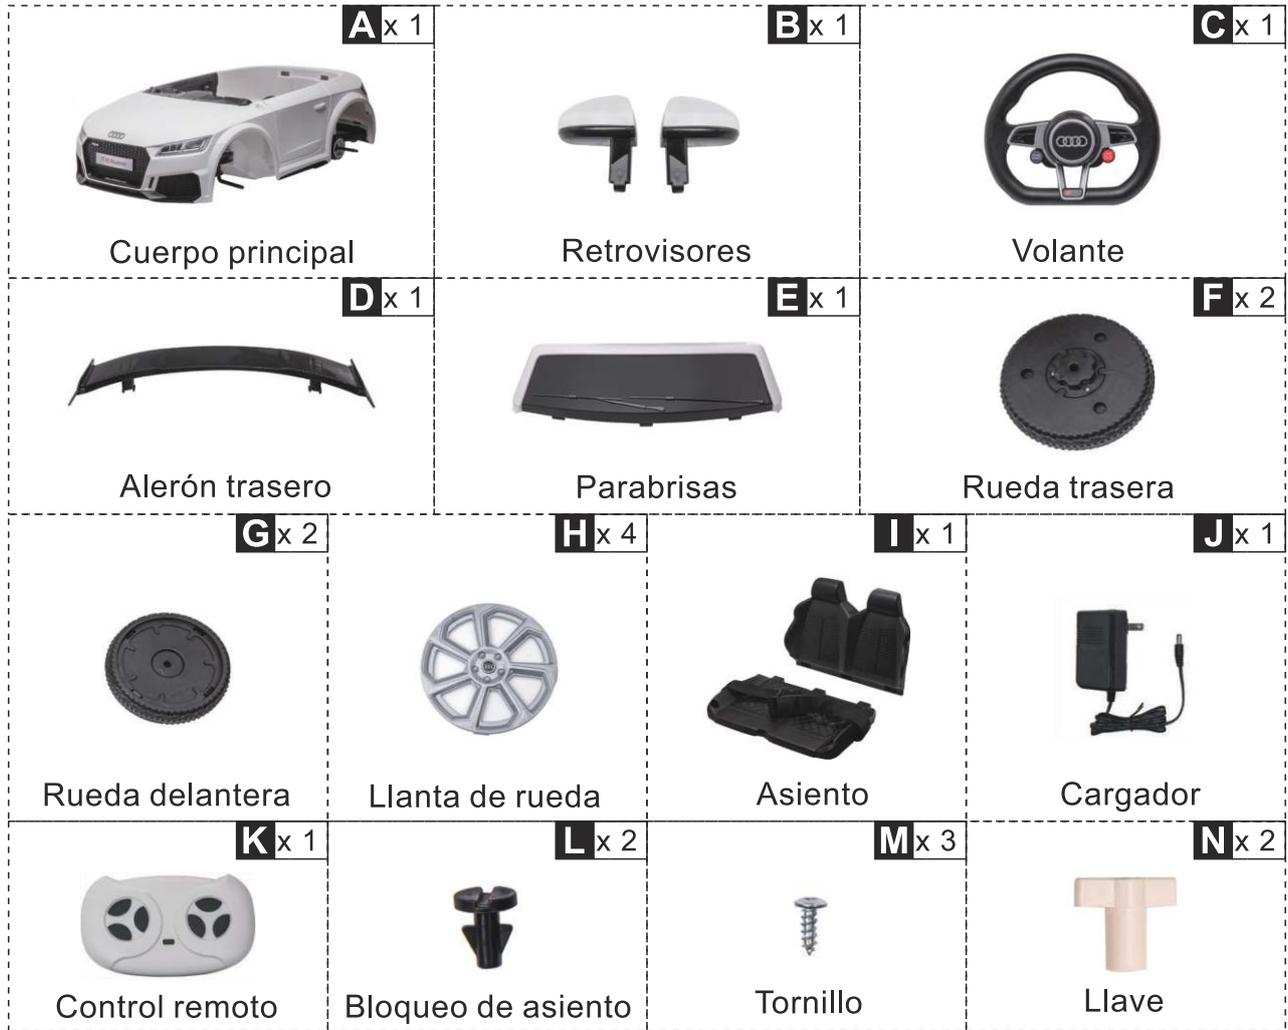 A x 1
Cuerpo principal
B x 1
Retrovisores
C x 1
Volante
D x 1
Alerón trasero
E x 1
Parabrisas
F x 2
Rueda trasera
G x 2
Rueda delantera
H x 4
Llanta de rueda
I x 1
Asiento
J x 1
Cargador
K x 1
Control remoto
L x 2
Bloqueo de asiento
M x 3
Tornillo
N x 2
Llave